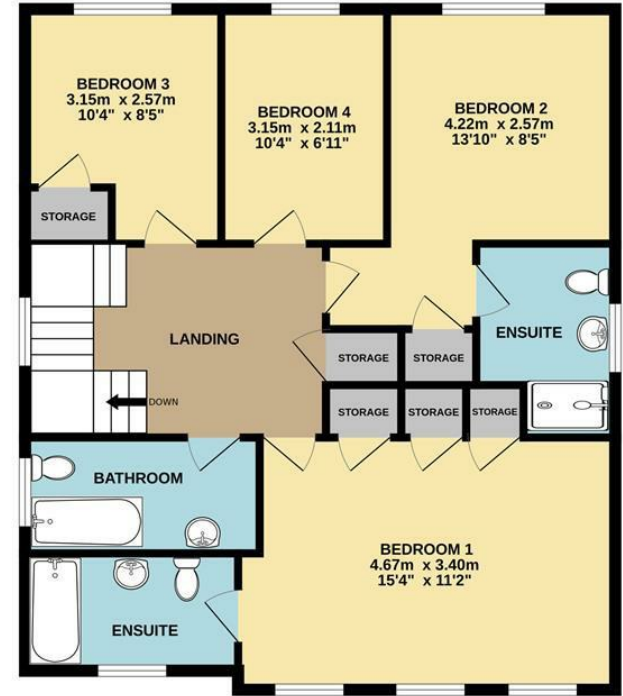 BEDROOM 3
3.15m x 2.57m
10'4" x 8'5"
BEDROOM 4
3.15m x 2.11m
10'4" x 6'11"
BEDROOM 2
4.22m x 2.57m
13'10" x 8'5"
STORAGE
LANDING
ENSUITE
STORAGE
STORAGE
DOWN
STORAGE
STORAGE
STORAGE
BATHROOM
BEDROOM 1
4.67m x 3.40m
15'4" x 11'2"
ENSUITE